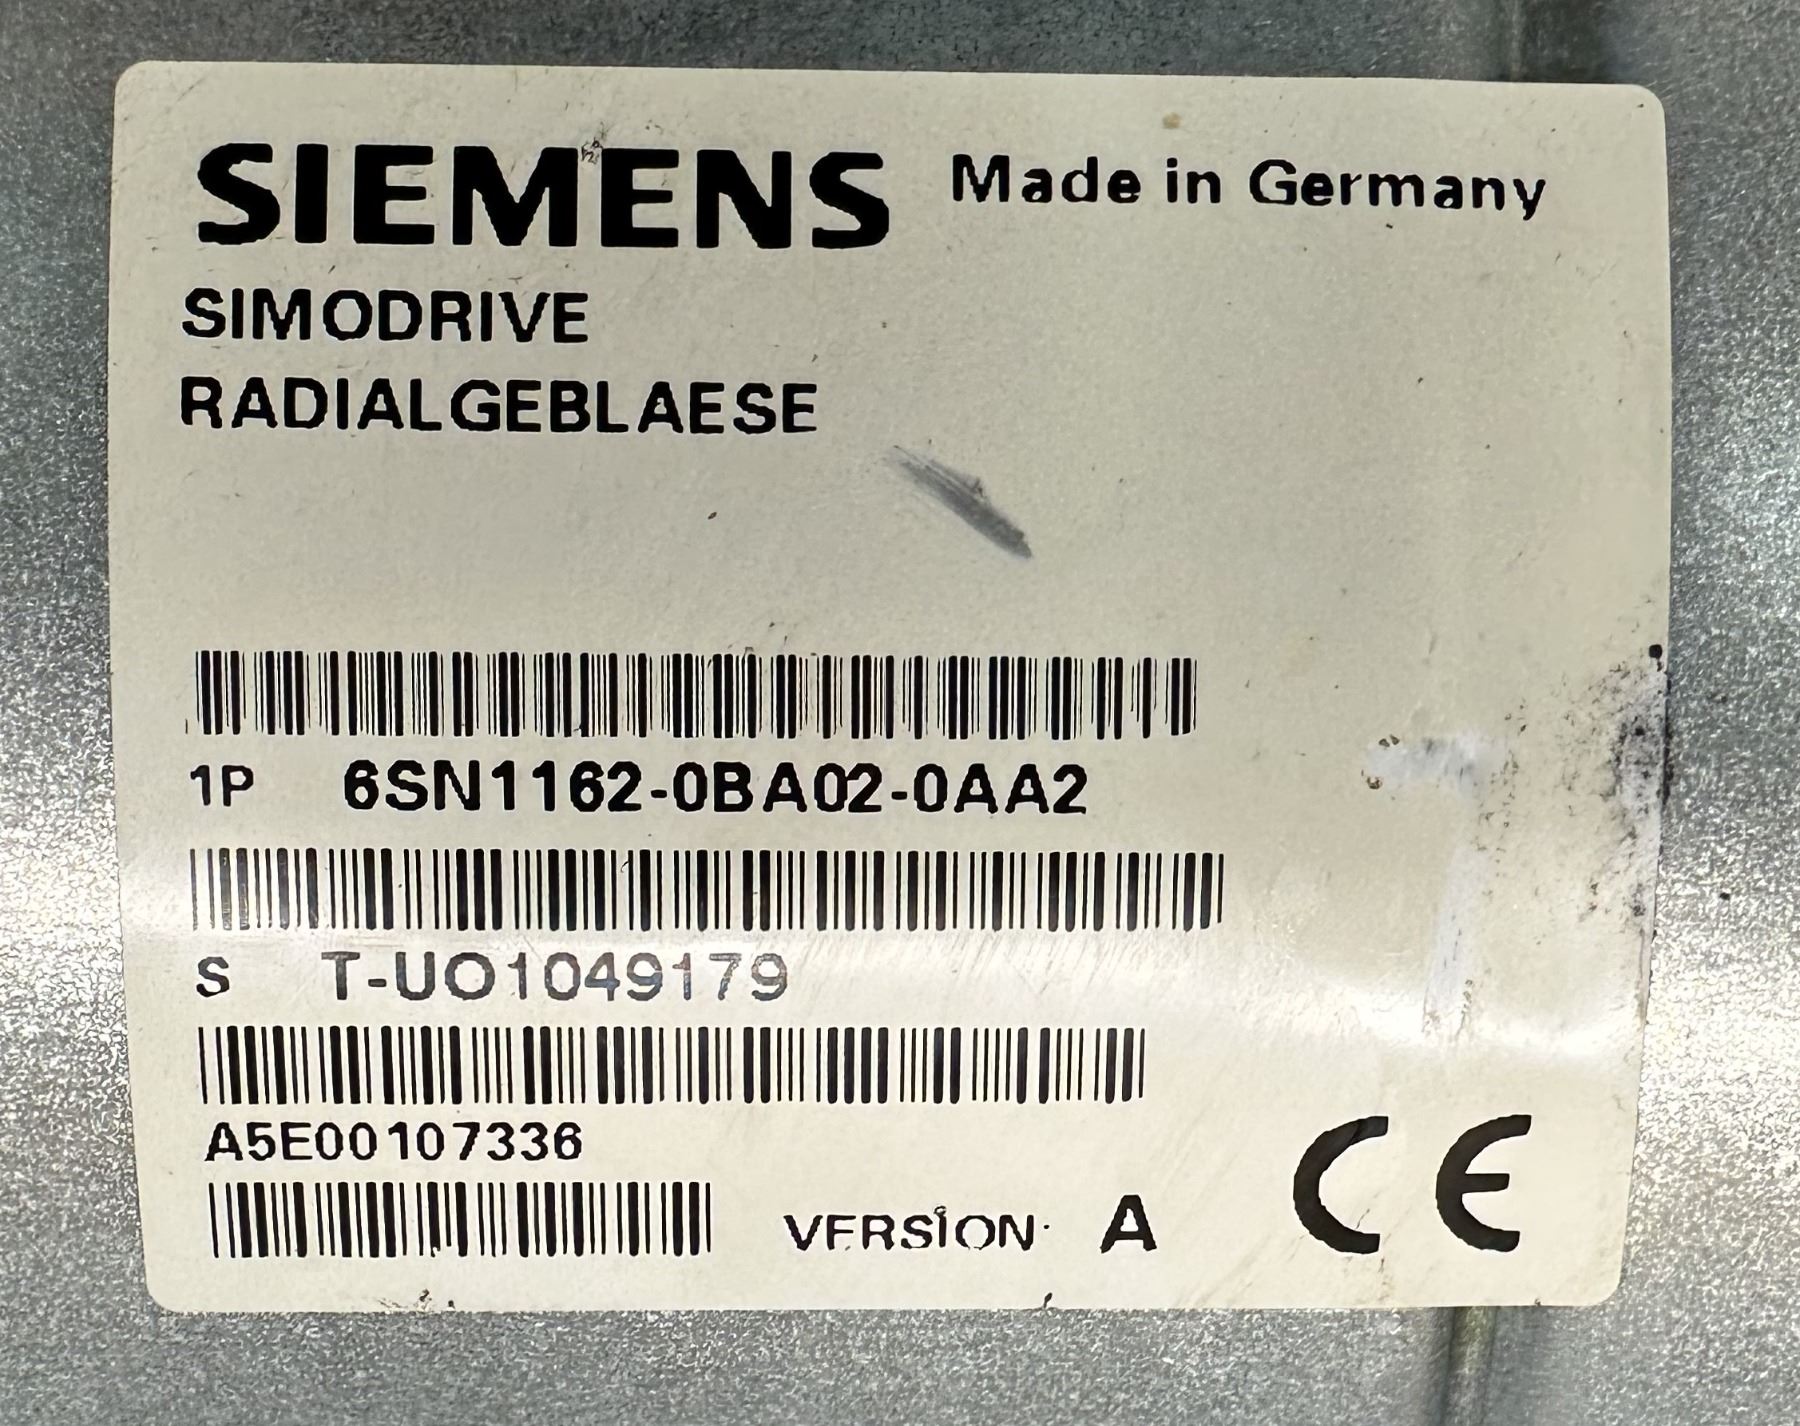 SIEMENS Made in Germany
SIMODRIVE
RADIALGEBLAESE
1P 6SN1162-0BA02-0AA2
S T-UO1049179
A5E00107336
VERSION: A CE